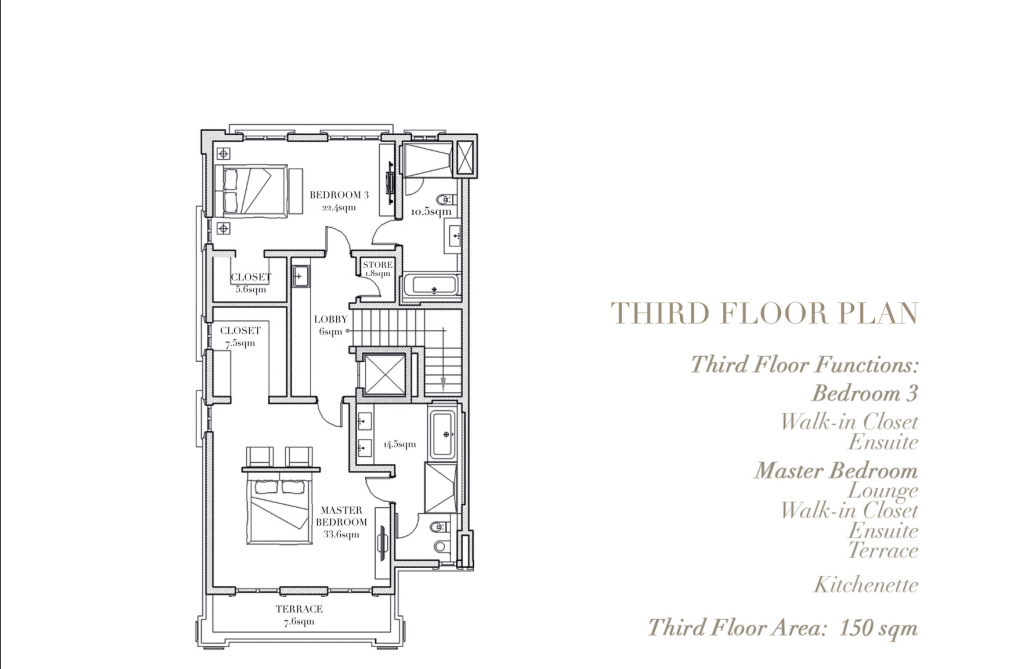 BEDROOM 3
22.4sqm
10.5sqm
STORE
1.8sqm
CLOSET
5.6sqm
LOBBY
6sqm
CLOSET
7.5sqm
14.5sqm
MASTER
BEDROOM
33.6sqm
TERRACE
7.6sqm
THIRD FLOOR PLAN
Third Floor Functions:
Bedroom 3
Walk-in Closet
Ensuite
Master Bedroom
Lounge
Walk-in Closet
Ensuite
Terrace
Kitchenette
Third Floor Area: 150 sqm